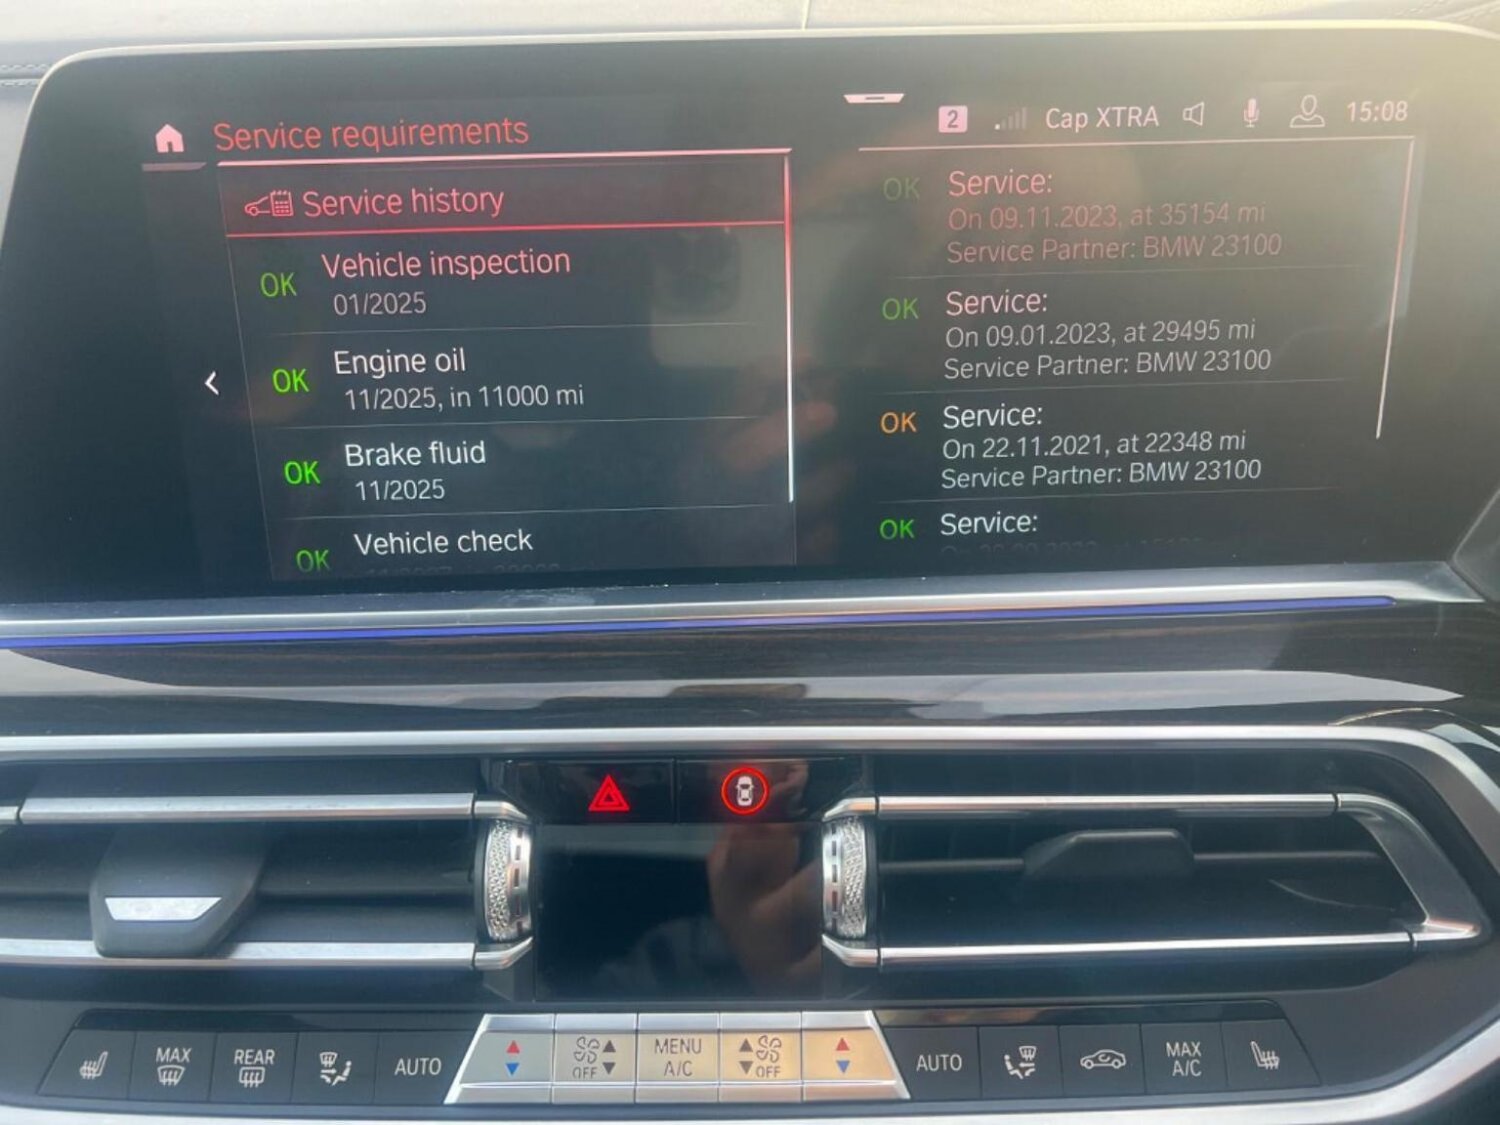 Service requirements
2 Cap XTRA 15:08
Service history
OK Vehicle inspection
01/2025
OK Engine oil
11/2025, in 11000 mi
OK Brake fluid
11/2025
OK Vehicle check
OK Service:
On 09.11.2023, at 35154 mi
Service Partner: BMW 23100
OK Service:
On 09.01.2023, at 29495 mi
Service Partner: BMW 23100
OK Service:
On 22.11.2021, at 22348 mi
Service Partner: BMW 23100
OK Service:
MAX
REAR
AUTO
OFF
MENU
A/C
OFF
AUTO
MAX
A/C